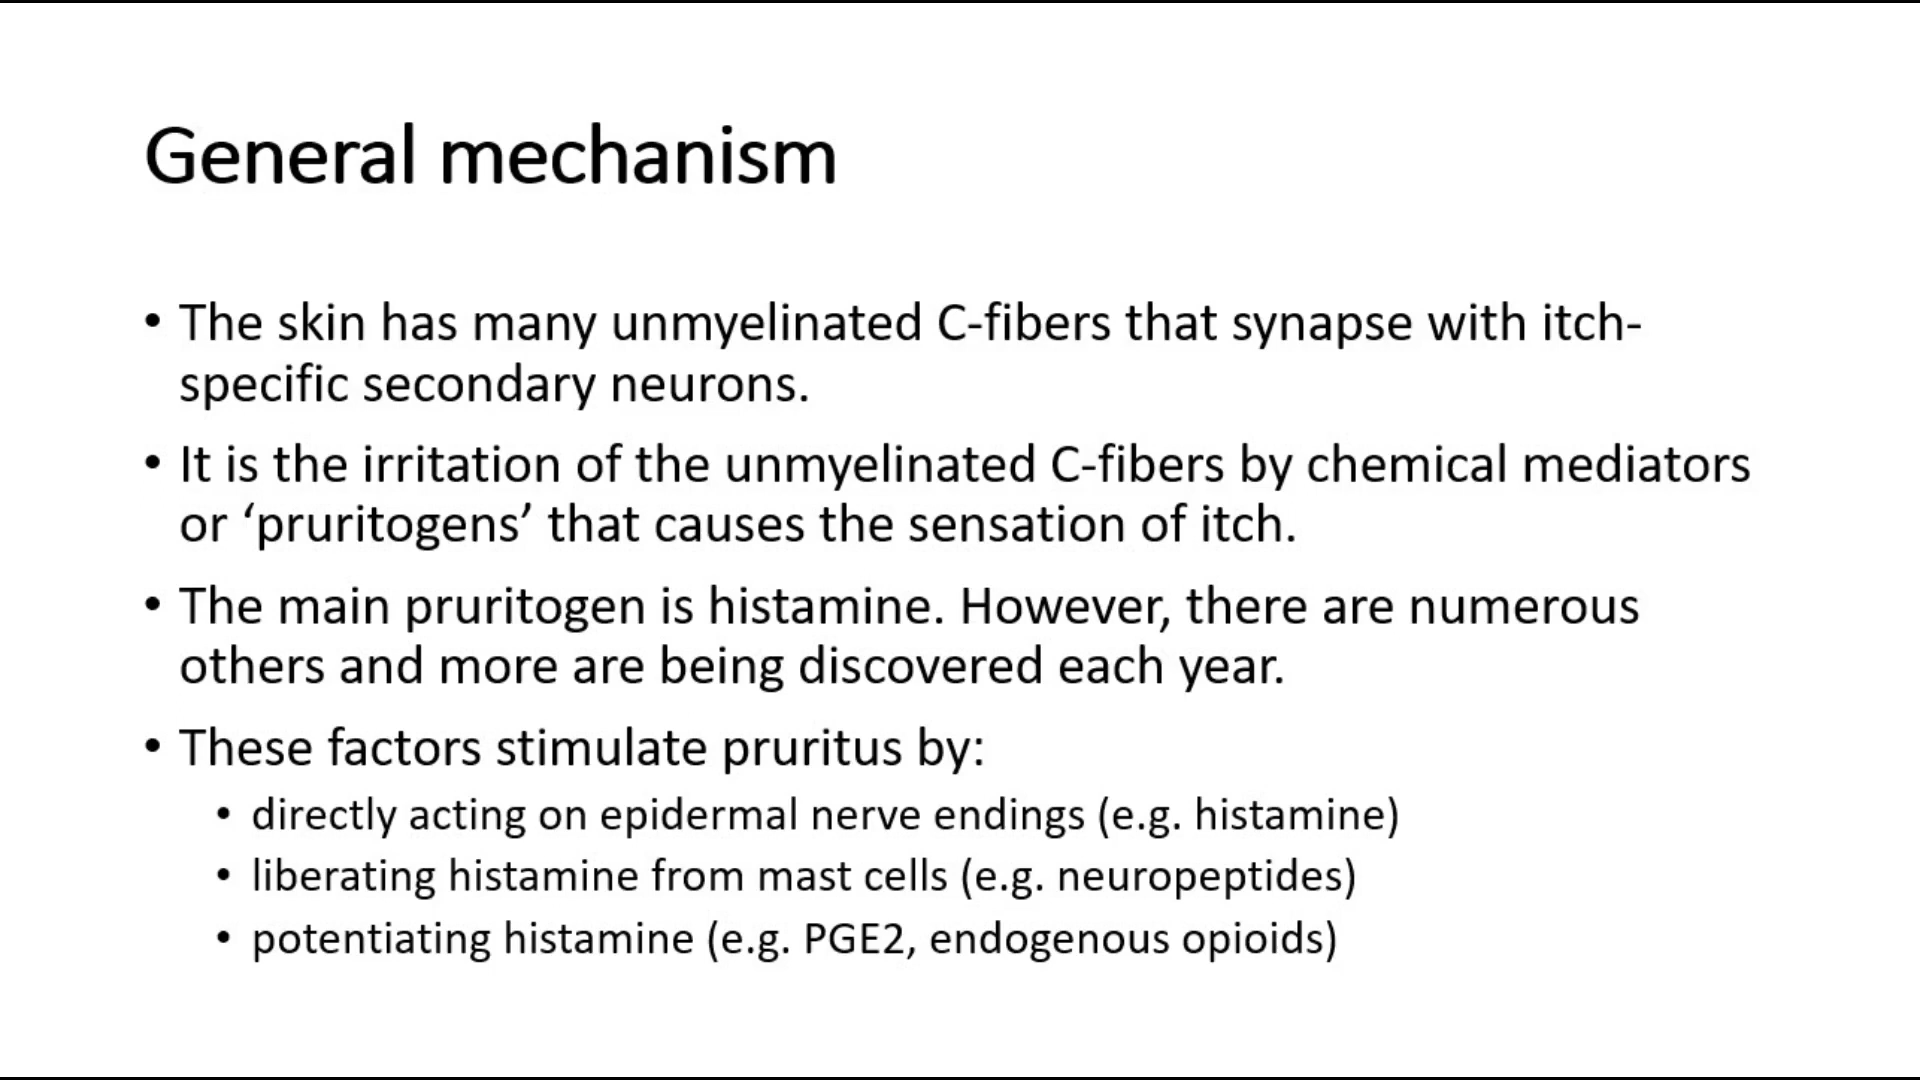 General mechanism
• The skin has many unmyelinated C-fibers that synapse with itch-
specific secondary neurons.
• It is the irritation of the unmyelinated C-fibers by chemical mediators
or ‘pruritogens’ that causes the sensation of itch.
• The main pruritogen is histamine. However, there are numerous
others and more are being discovered each year.
• These factors stimulate pruritus by:
• directly acting on epidermal nerve endings (e.g. histamine)
• liberating histamine from mast cells (e.g. neuropeptides)
• potentiating histamine (e.g. PGE2, endogenous opioids)